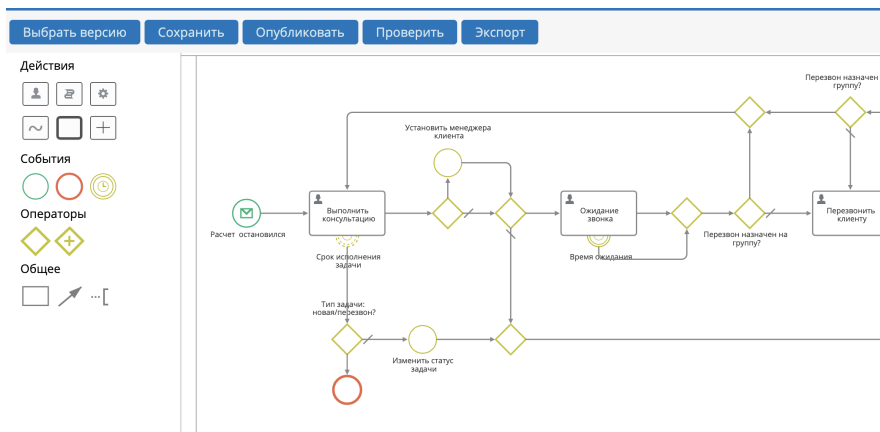 Выбрать версию
Сохранить
Опубликовать
Проверить
Экспорт
Действия
События
Операторы
Общее
Перезвон назначен
группу?
Установить менеджера
клиента
Выполнить
консультацию
Ожидание
звонка
Перезвонить
клиенту
Расчет остановился
Перезвон назначен на
группу?
Срок исполнения
задачи
Время ожидания
Тип задачи:
новая/перезвон?
Изменить статус
задачи